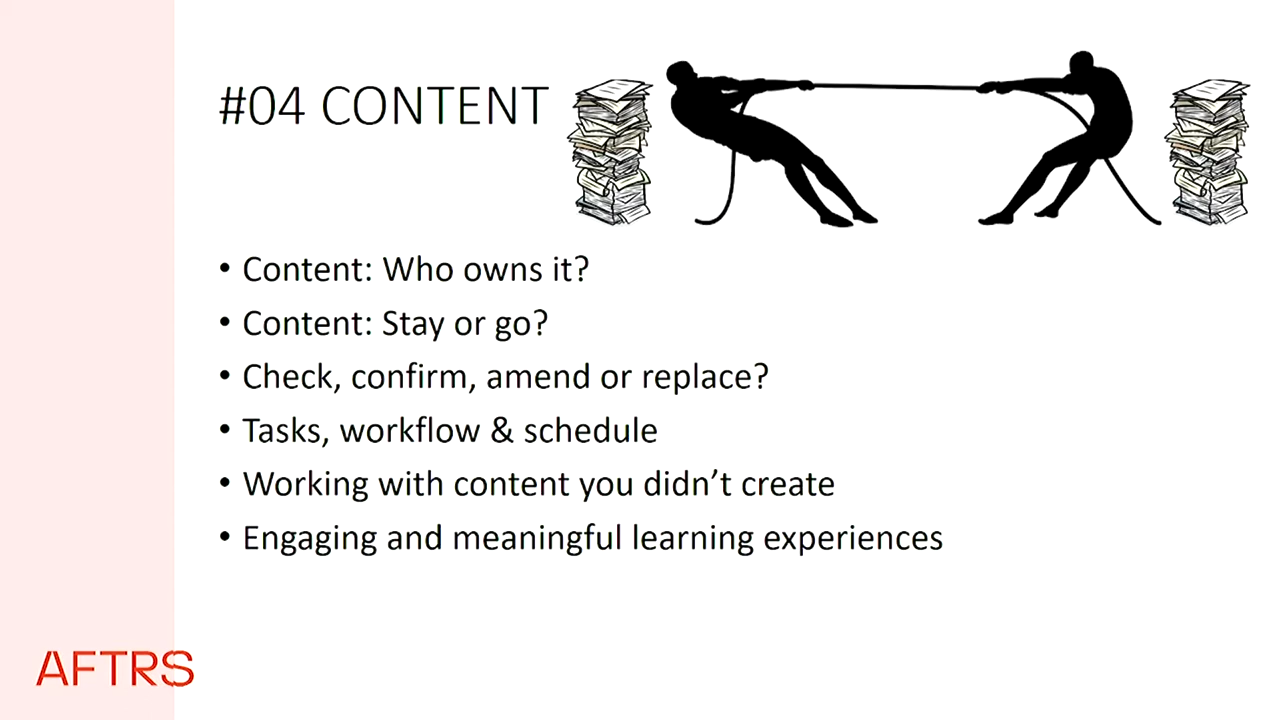 #04 CONTENT
• Content: Who owns it?
• Content: Stay or go?
• Check, confirm, amend or replace?
• Tasks, workflow & schedule
• Working with content you didn’t create
• Engaging and meaningful learning experiences
AFTRS